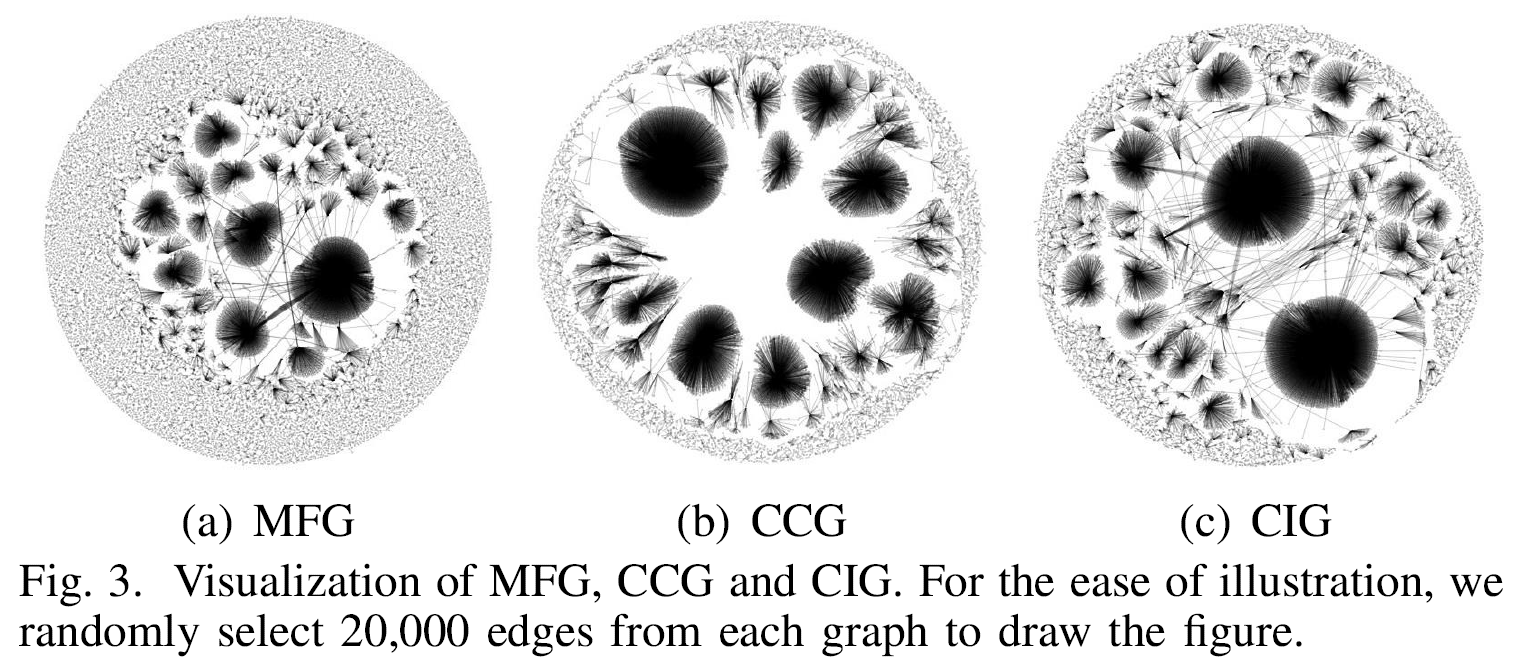 (a) MFG
(b) CCG
(c) CIG
Fig. 3. Visualization of MFG, CCG and CIG. For the ease of illustration, we
randomly select 20,000 edges from each graph to draw the figure.